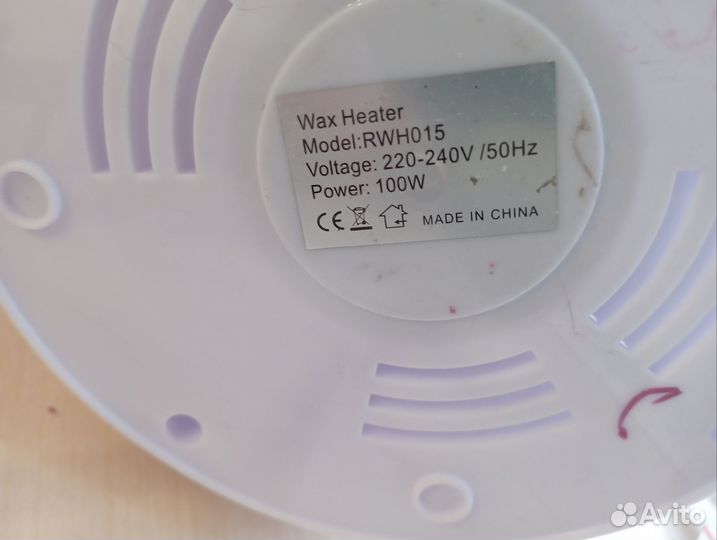 Wax Heater
Model:RWH015
Voltage: 220-240V /50Hz
Power: 100W
CE MADE IN CHINA
Avito